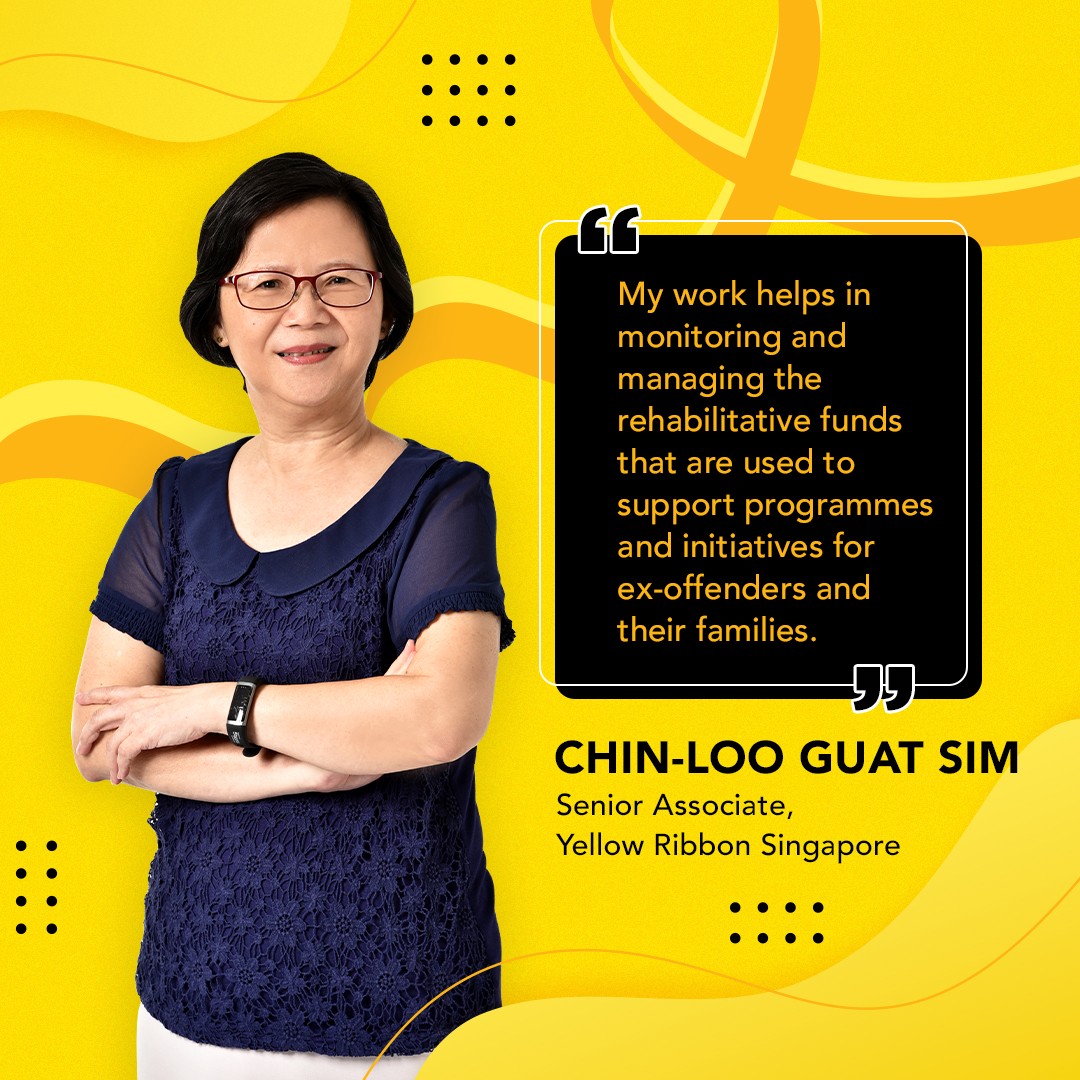 My work helps in
monitoring and
managing the
rehabilitative funds
that are used to
support programmes
and initiatives for
ex-offenders and
their families.
CHIN-LOO GUAT SIM
Senior Associate,
Yellow Ribbon Singapore